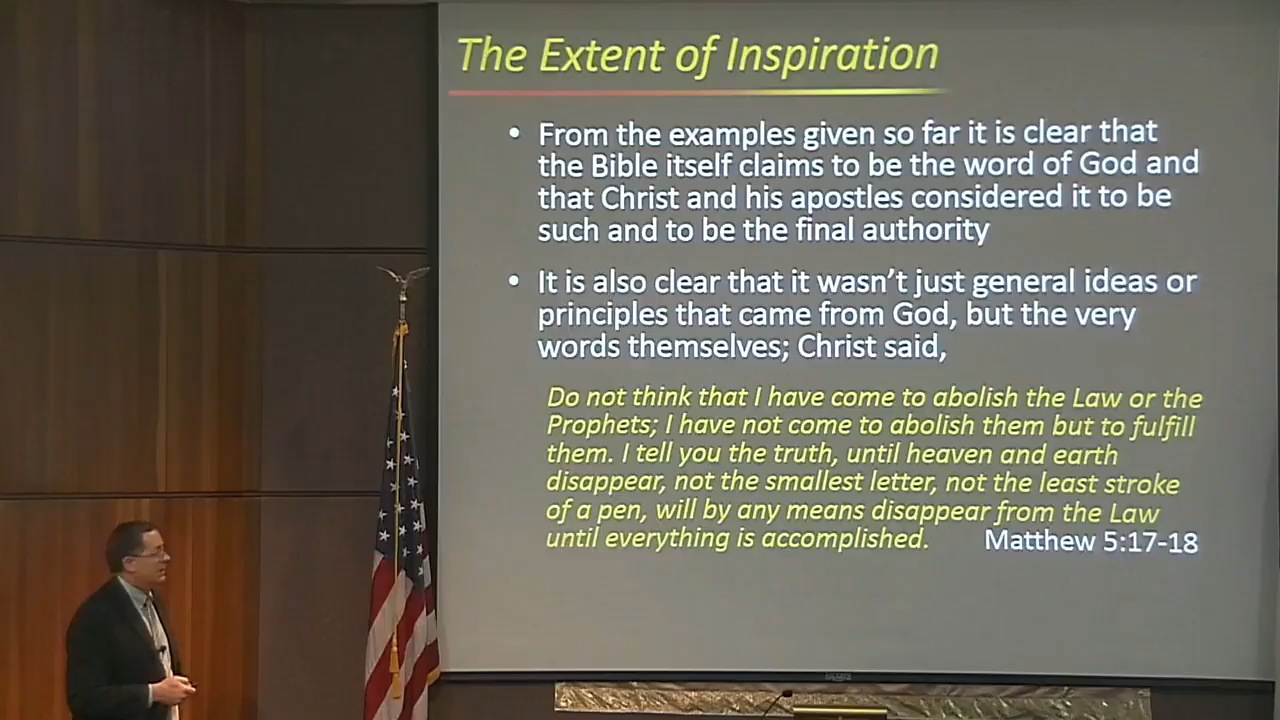 The Extent of Inspiration
• From the examples given so far it is clear that
the Bible itself claims to be the word of God and
that Christ and his apostles considered it to be
such and to be the final authority
• It is also clear that it wasn't just general ideas or
principles that came from God, but the very
words themselves; Christ said,
Do not think that I have come to abolish the Law or the
Prophets; I have not come to abolish them but to fulfill
them. I tell you the truth, until heaven and earth
disappear, not the smallest letter, not the least stroke
of a pen, will by any means disappear from the Law
until everything is accomplished. Matthew 5:17-18